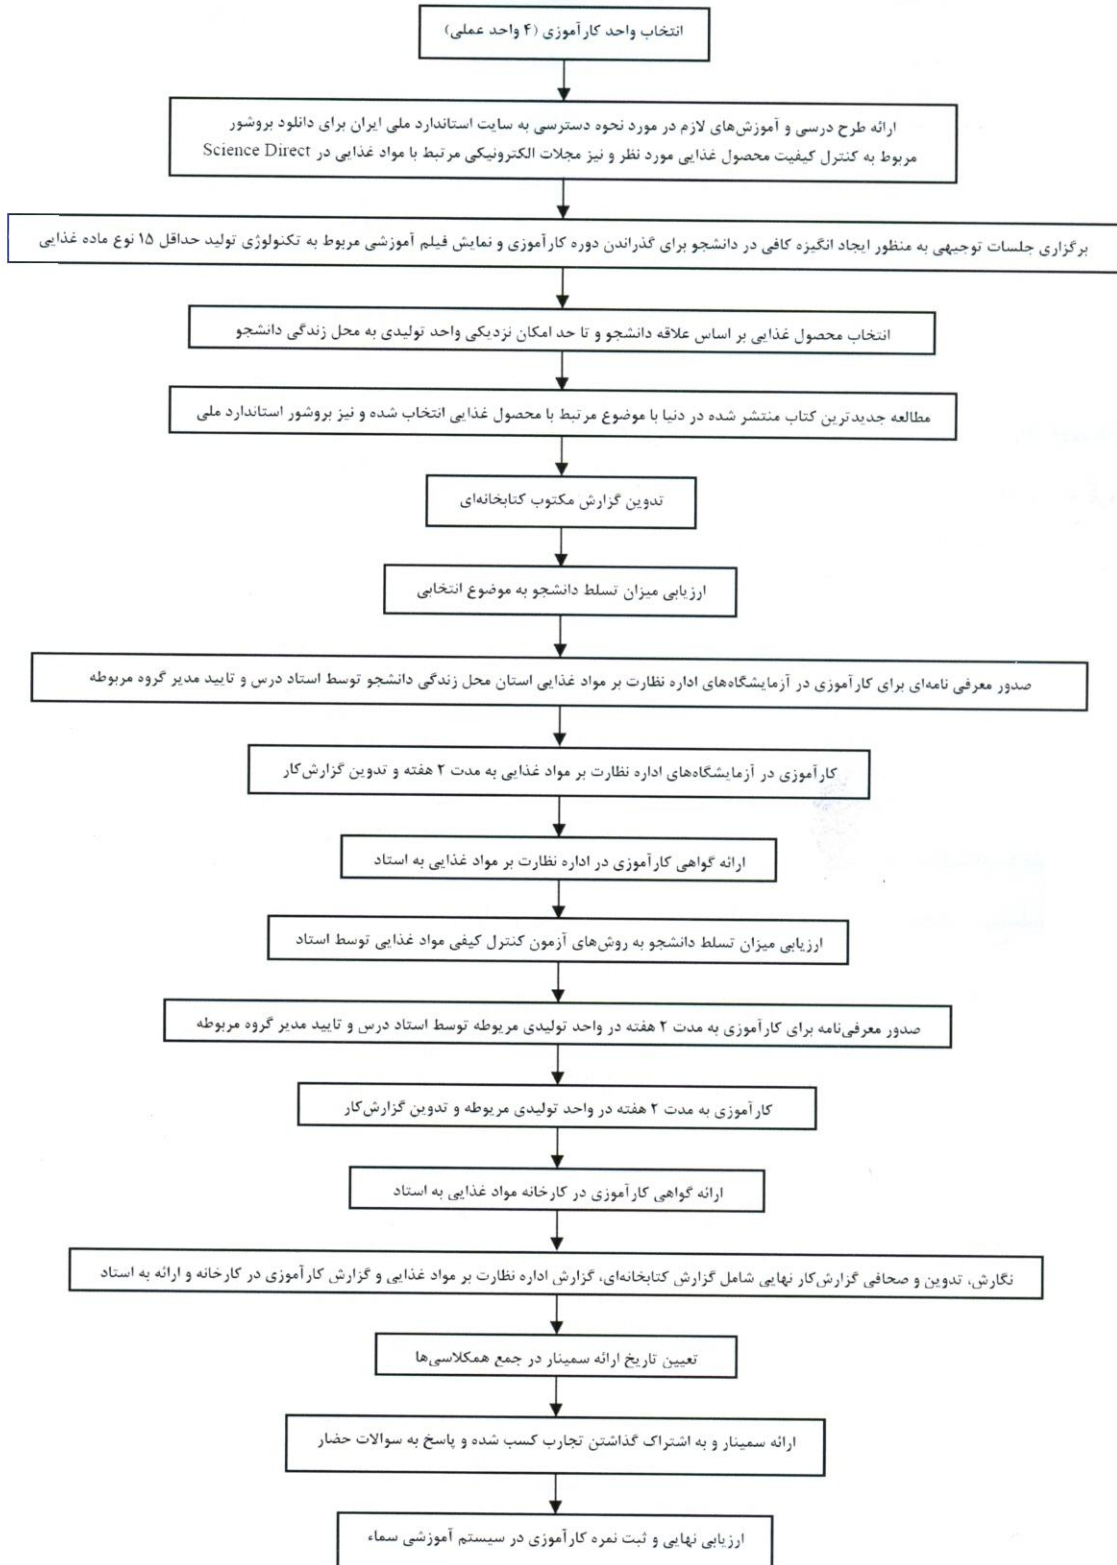 انتخاب واحد کارآموزی (۴ واحد عملی)
ارائه طرح درسی و آموزش‌های لازم در مورد نحوه دسترسی به سایت استاندارد ملی ایران برای دانلود بروشور
مربوط به کنترل کیفیت محصول غذایی مورد نظر و نیز مجلات الکترونیکی مرتبط با مواد غذایی در Science Direct
برگزاری جلسات توجیهی به منظور ایجاد انگیزه کافی در دانشجو برای گذراندن دوره کارآموزی و نمایش فیلم آموزشی مربوط به تکنولوژی تولید حداقل ۱۵ نوع ماده غذایی
انتخاب محصول غذایی بر اساس علاقه دانشجو و تا حد امکان نزدیکی واحد تولیدی به محل زندگی دانشجو
مطالعه جدیدترین کتاب منتشر شده در دنیا با موضوع مرتبط با محصول غذایی انتخاب شده و نیز بروشور استاندارد ملی
تدوین گزارش مکتوب کتابخانه‌ای
ارزیابی میزان تسلط دانشجو به موضوع انتخابی
صدور معرفی نامه‌ای برای کارآموزی در آزمایشگاه‌های اداره نظارت بر مواد غذایی استان محل زندگی دانشجو توسط استاد درس و تایید مدیر گروه مربوطه
کارآموزی در آزمایشگاه‌های اداره نظارت بر مواد غذایی به مدت ۲ هفته و تدوین گزارش‌کار
ارائه گواهی کارآموزی در اداره نظارت بر مواد غذایی به استاد
ارزیابی میزان تسلط دانشجو به روش‌های آزمون کنترل کیفی مواد غذایی توسط استاد
صدور معرفی‌نامه برای کارآموزی به مدت ۲ هفته در واحد تولیدی مربوطه توسط استاد درس و تایید مدیر گروه مربوطه
کارآموزی به مدت ۲ هفته در واحد تولیدی مربوطه و تدوین گزارش‌کار
ارائه گواهی کارآموزی در کارخانه مواد غذایی به استاد
نگارش، تدوین و صحافی گزارش‌کار نهایی شامل گزارش کتابخانه‌ای، گزارش اداره نظارت بر مواد غذایی و گزارش کارآموزی در کارخانه و ارائه به استاد
تعیین تاریخ ارائه سمینار در جمع همکلاسی‌ها
ارائه سمینار و به اشتراک گذاشتن تجارب کسب شده و پاسخ به سوالات حضار
ارزیابی نهایی و ثبت نمره کارآموزی در سیستم آموزشی سماء